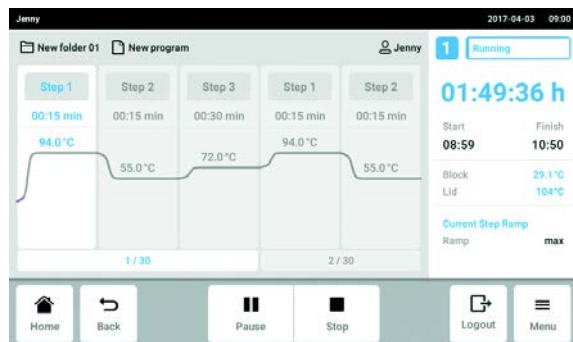 Jenny 2017-04-03 09:00
New folder 01 New program Jenny
1 Running
Step 1 Step 2 Step 3 Step 1 Step 2
00:15 min 00:15 min 00:30 min 00:15 min 00:15 min
94.0°C 55.0°C 72.0°C 94.0°C 55.0°C
1 / 30 2 / 30
01:49:36 h
Start Finish
08:59 10:50
Block 29.1°C
Lid 104°C
Current Step Ramp
Ramp max
Home Back Pause Stop Logout Menu